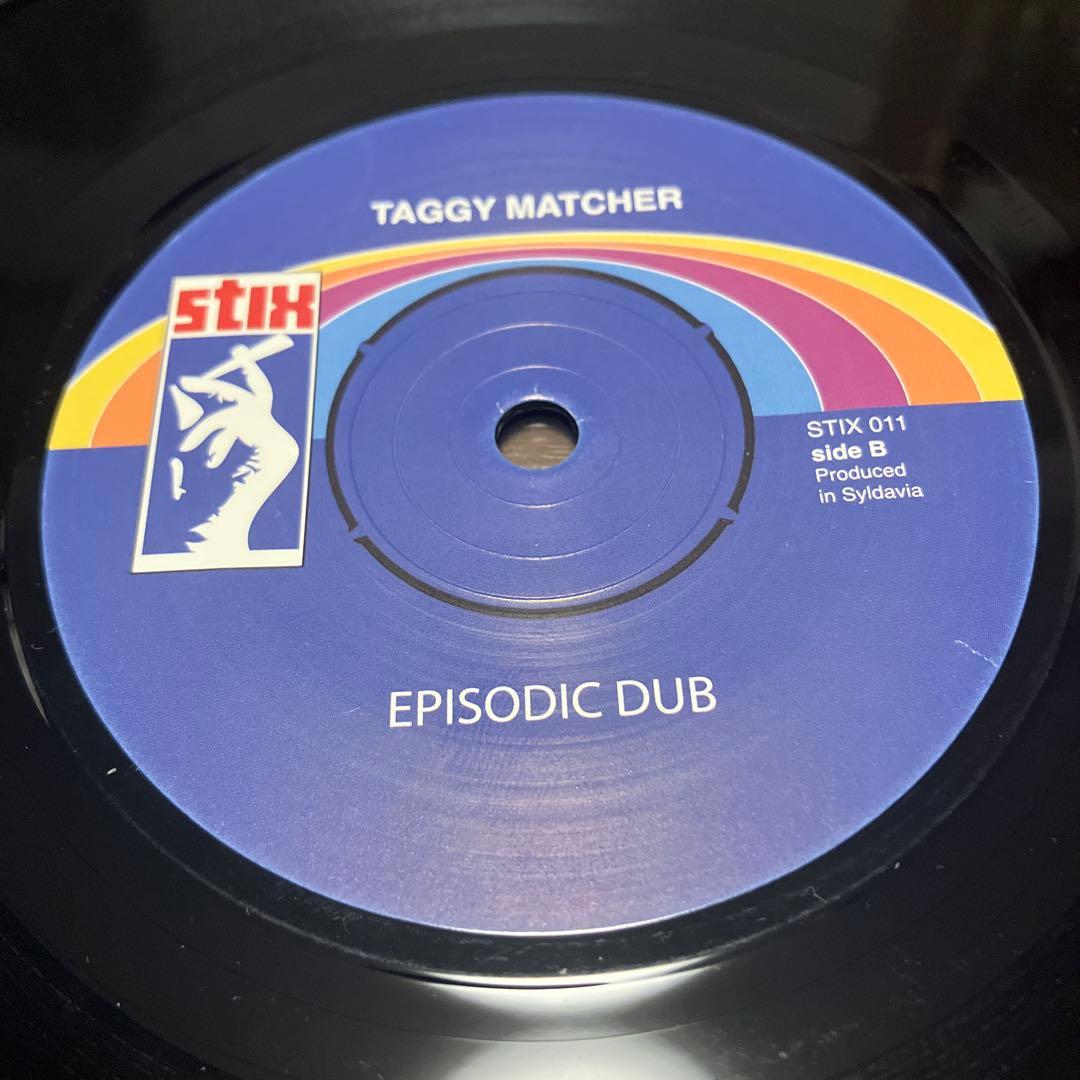 TAGGY MATCHER
stix
STIX 011
side B
Produced
in Syldavia
EPISODIC DUB